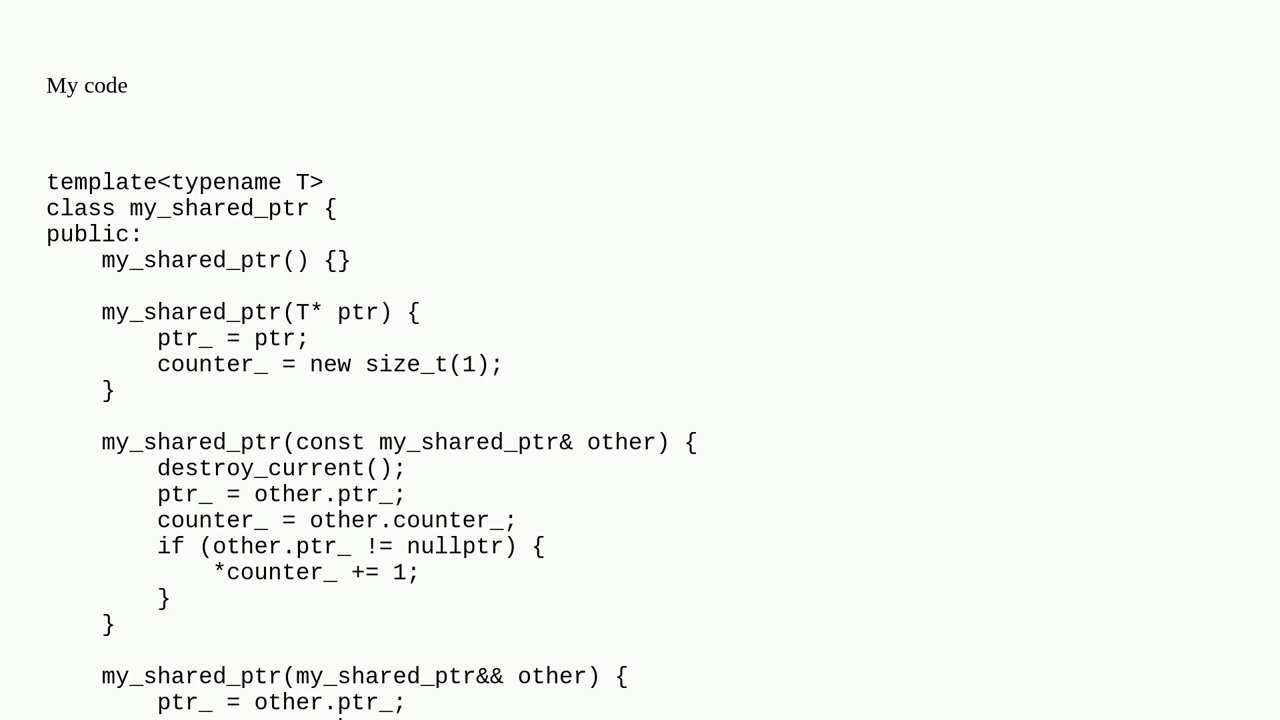 My code
template<typename T>
class my_shared_ptr {
public:
    my_shared_ptr() {}
    my_shared_ptr(T* ptr) {
        ptr_ = ptr;
        counter_ = new size_t(1);
    }
    my_shared_ptr(const my_shared_ptr& other) {
        destroy_current();
        ptr_ = other.ptr_;
        counter_ = other.counter_;
        if (other.ptr_ != nullptr) {
            *counter_ += 1;
        }
    }
    my_shared_ptr(my_shared_ptr&& other) {
        ptr_ = other.ptr_;